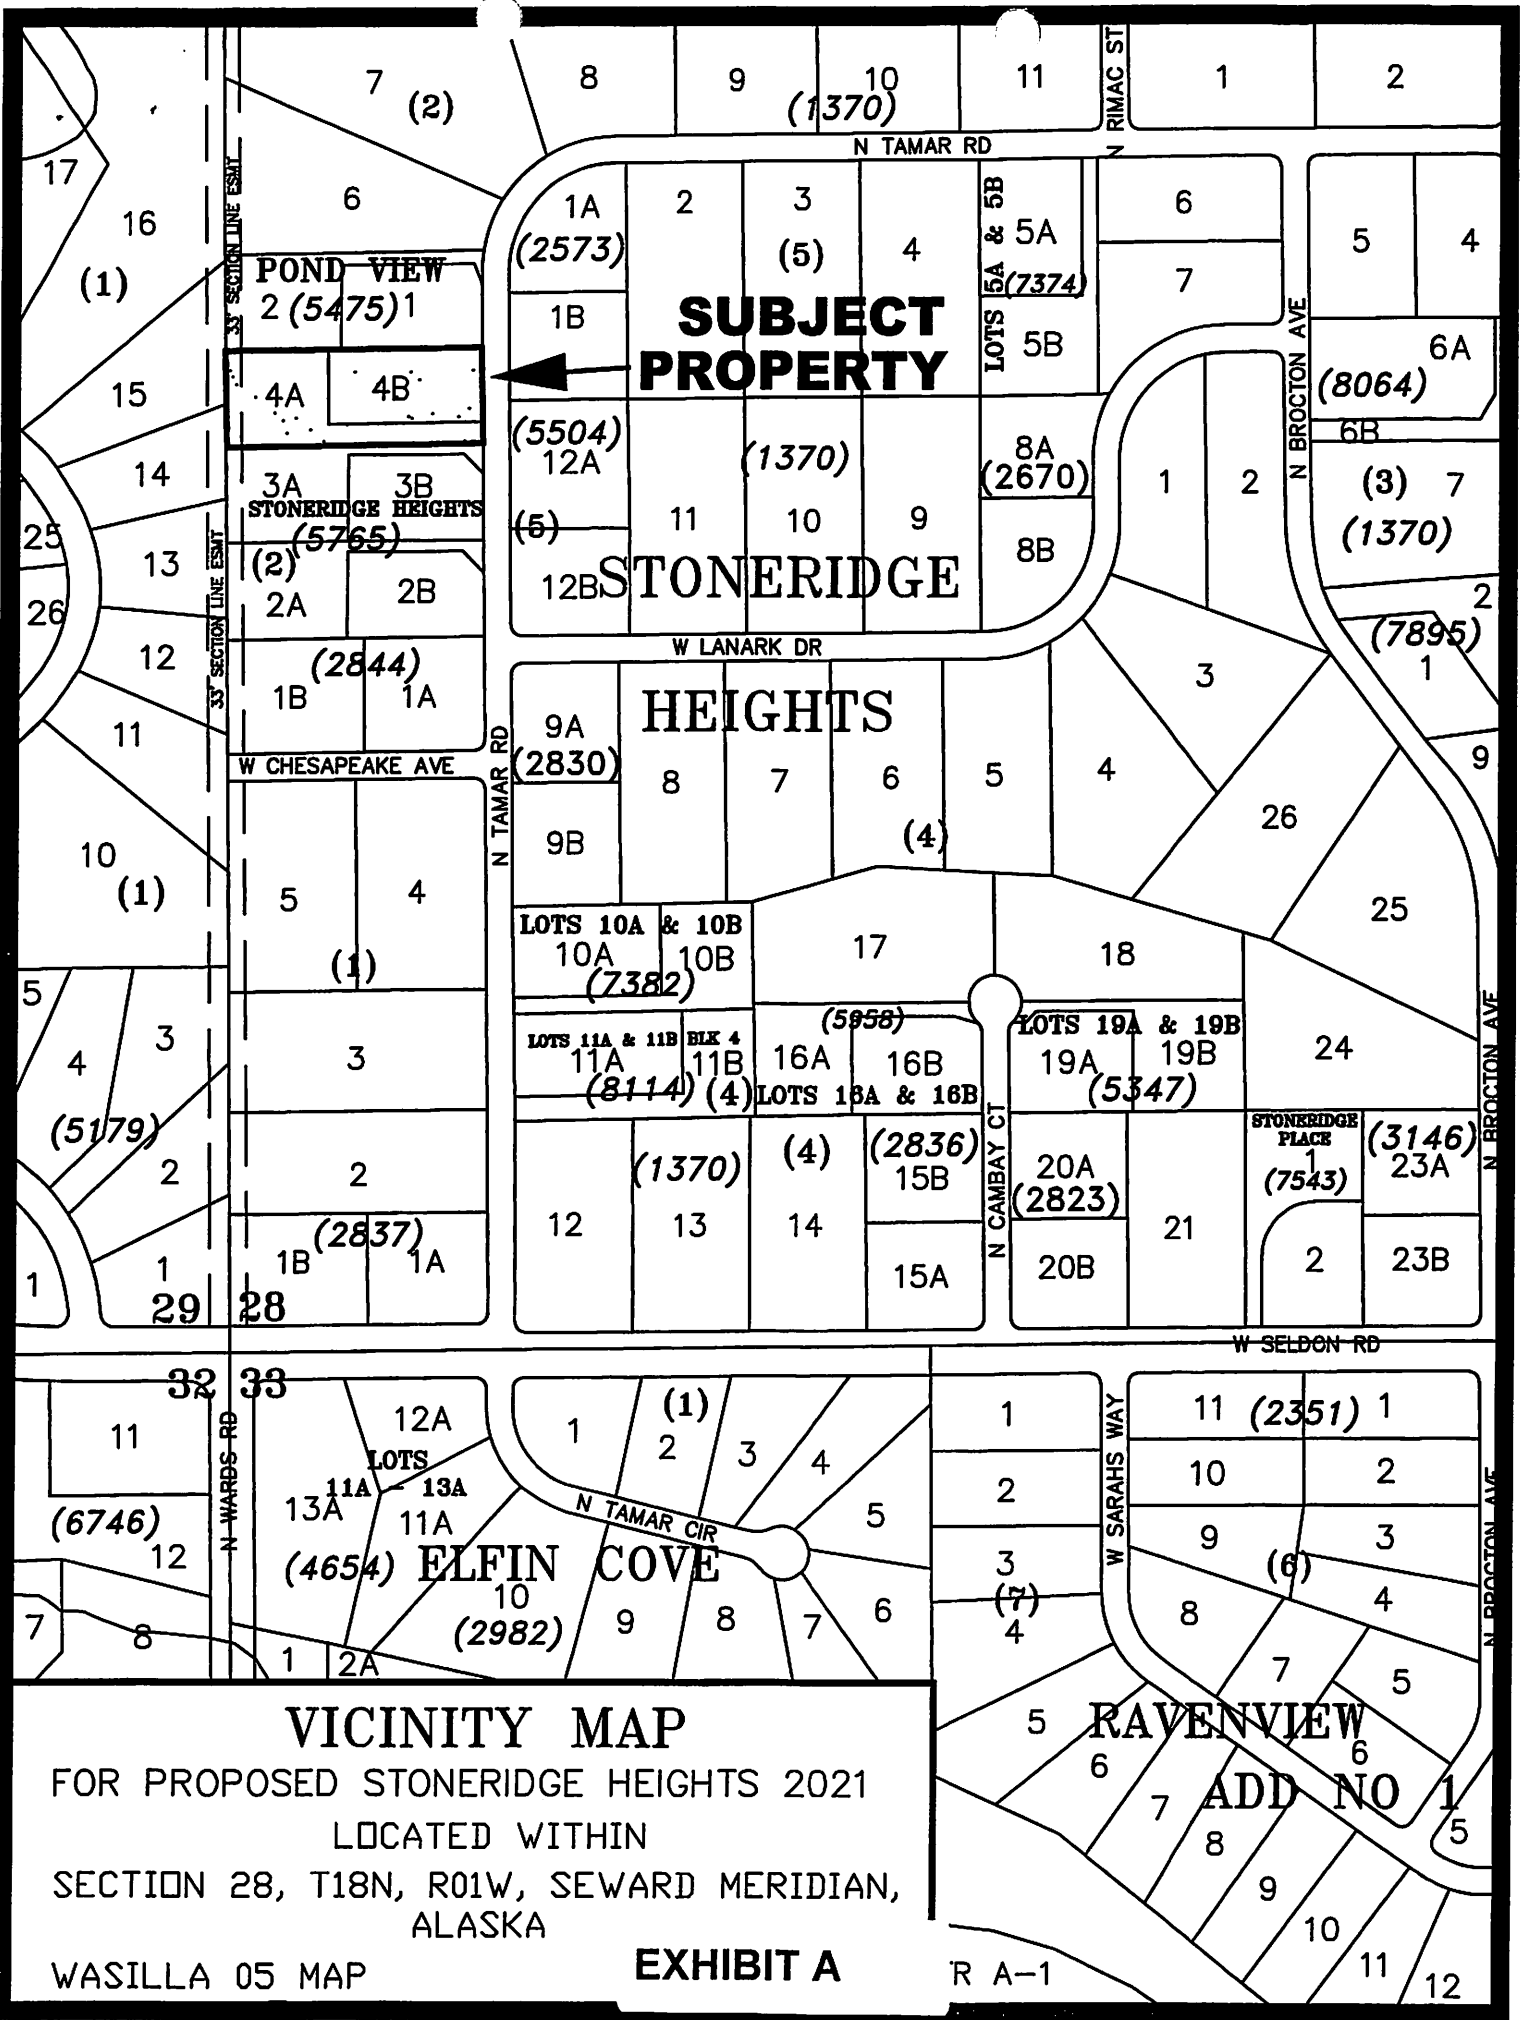 7
(2)
8
9
10
(1370)
11
N RIMAC ST
1
2
N TAMAR RD
17
16
(1)
33' SECTION LINE ESMT
6
1A
(2573)
1B
2
3
(5)
4
LOTS 5A & 5B
5A
(7374)
5B
6
7
5
4
POND VIEW
2 (5475) 1
SUBJECT
PROPERTY
N BROCTON AVE
6A
(8064)
6B
15
4A
4B
14
3A
3B
STONERIDGE HEIGHTS
(5765)
(5504)
12A
(5)
12B
(1370)
11
10
9
8A
(2670)
8B
1
2
(3) 7
(1370)
25
26
13
33' SECTION LINE ESMT
(2)
2A
2B
STONERIDGE
2
(7895)
1
12
W LANARK DR
(2844)
1B
1A
11
HEIGHTS
3
W CHESAPEAKE AVE
N TAMAR RD
9A
(2830)
9B
8
7
6
5
4
(4)
26
9
10
(1)
5
4
(1)
25
LOTS 10A & 10B
10A
10B
(7382)
17
18
5
4
3
3
LOTS 11A & 11B BLK 4
11A
11B
(8114) (4)
(5958)
16A
16B
LOTS 16A & 16B
LOTS 19A & 19B
19A
19B
(5347)
24
N BROCTON AVE
(5179)
2
2
12
(1370)
13
(4)
14
(2836)
15B
15A
N CAMBAY CT
20A
(2823)
20B
21
STONERIDGE
PLACE
1
(7543)
2
(3146)
23A
23B
(2837)
1B
1A
1
1
29 28
W SELDON RD
32 33
11
N WARDS RD
12A
LOTS
11A - 13A
13A
11A
(4654)
ELFIN COVE
10
(2982)
1
(1)
2
3
4
5
N TAMAR CIR
9
8
7
6
(6746)
12
7
8
1
2A
1
2
3
(7)
4
W SARAHS WAY
11 (2351) 1
10
2
9
3
(6)
8
4
N BROCTON AVE
7
5
5
RAVENVIEW
6
6
ADD NO 1
7
8
5
9
10
11
12
VICINITY MAP
FOR PROPOSED STONERIDGE HEIGHTS 2021
LOCATED WITHIN
SECTION 28, T18N, R01W, SEWARD MERIDIAN,
ALASKA
WASILLA 05 MAP
EXHIBIT A
R A-1